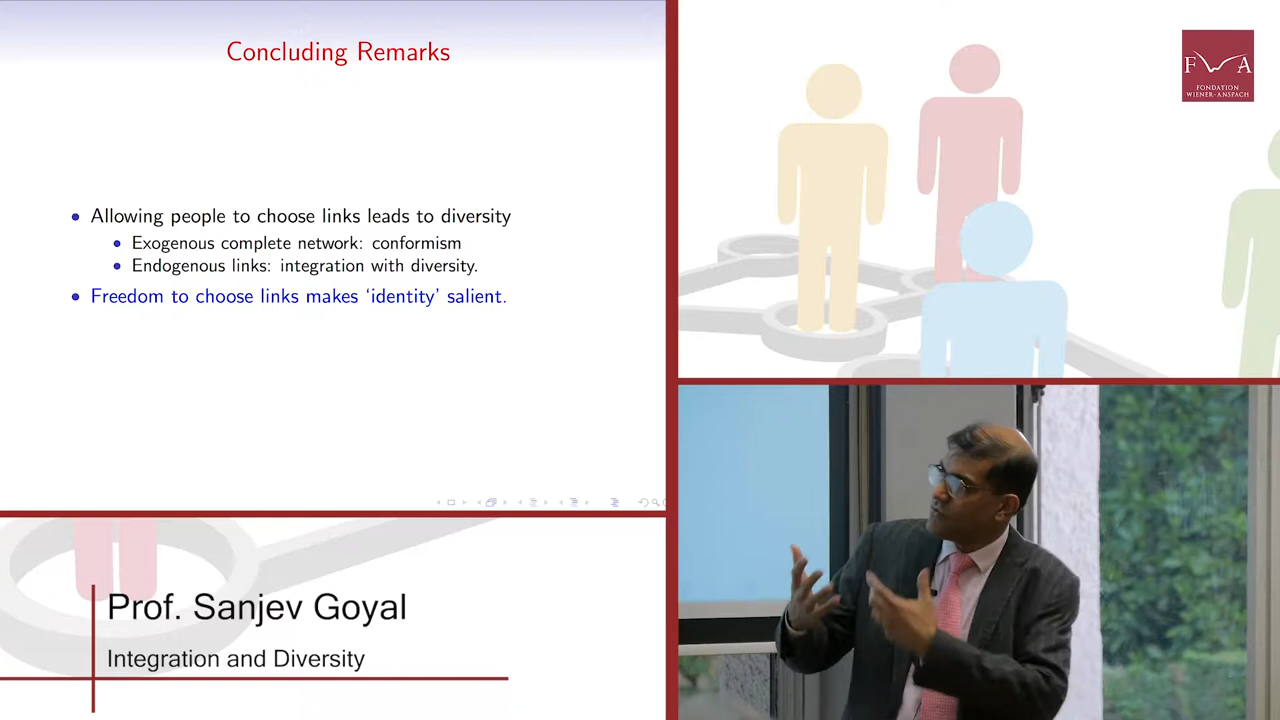 Concluding Remarks
Allowing people to choose links leads to diversity
Exogenous complete network: conformism
Endogenous links: integration with diversity.
Freedom to choose links makes ‘identity’ salient.
F W A
FONDATION
WIENER-ANSPACH
Prof. Sanjev Goyal
Integration and Diversity